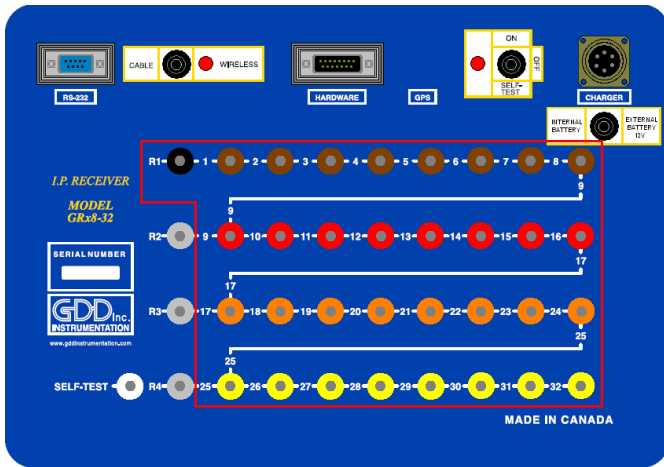 ON
OFF
SELF-
TEST
CABLE
WIRELESS
RS-232
HARDWARE
GPS
CHARGER
INTERNAL
BATTERY
EXTERNAL
BATTERY
12V
R1 1 2 3 4 5 6 7 8
9
I.P. RECEIVER
MODEL
GRx8-32
9
R2 9 10 11 12 13 14 15 16
17
SERIAL NUMBER
17
GDD Inc.
INSTRUMENTATION
R3 17 18 19 20 21 22 23 24
25
www.gddinstrumentation.com
25
SELF-TEST R4 25 26 27 28 29 30 31 32
MADE IN CANADA